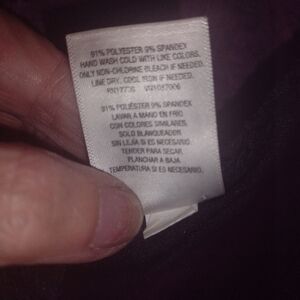 91% POLYESTER 9% SPANDEX
HAND WASH COLD WITH LIKE COLORS.
ONLY NON-CHLORINE BLEACH IF NEEDED.
LINE DRY, COOL IRON IF NEEDED.
91% POLIÉSTER 9% SPANDEX
LAVAR A MANO EN FRIO
CON COLORES SIMILARES.
SOLO BLANQUEADOR
SIN LEJÍA SI ES NECESARIO.
TENDER PARA SECAR.
PLANCHAR A BAJA
TEMPERATURA SI ES NECESARIO.